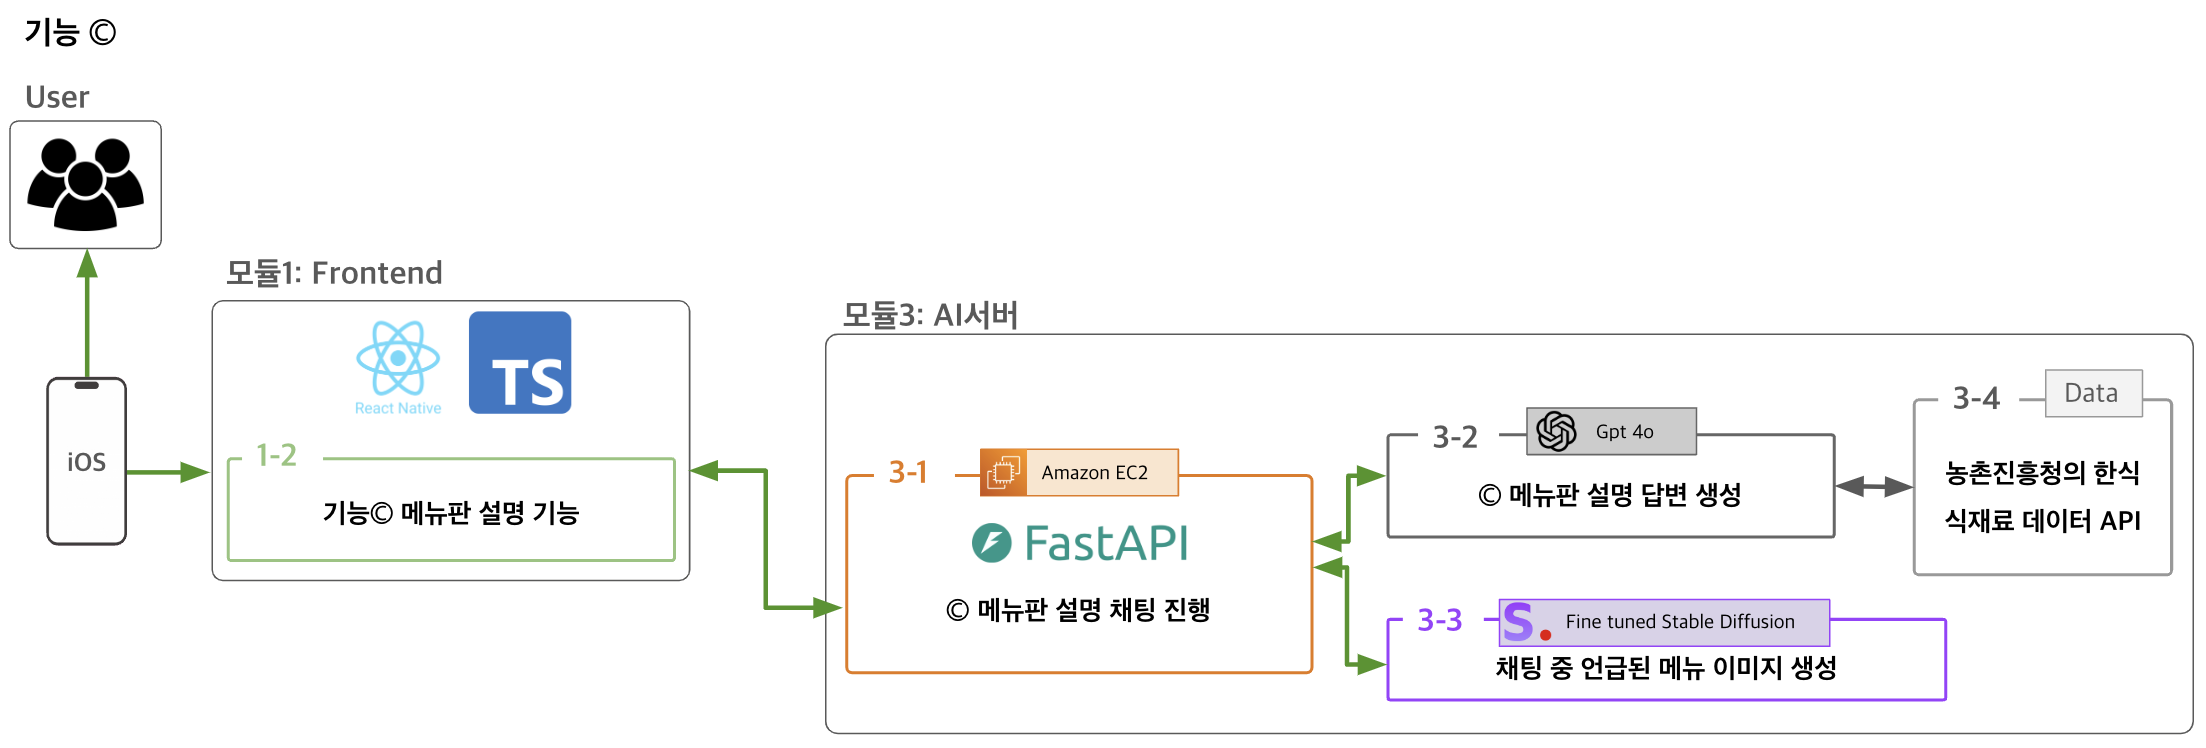 기능 ©
User
iOS
모듈1: Frontend
React Native
TS
1-2
기능© 메뉴판 설명 기능
모듈3: AI서버
3-1
Amazon EC2
FastAPI
© 메뉴판 설명 채팅 진행
3-2
Gpt 4o
© 메뉴판 설명 답변 생성
3-3
S.
Fine tuned Stable Diffusion
채팅 중 언급된 메뉴 이미지 생성
3-4
Data
농촌진흥청의 한식
식재료 데이터 API